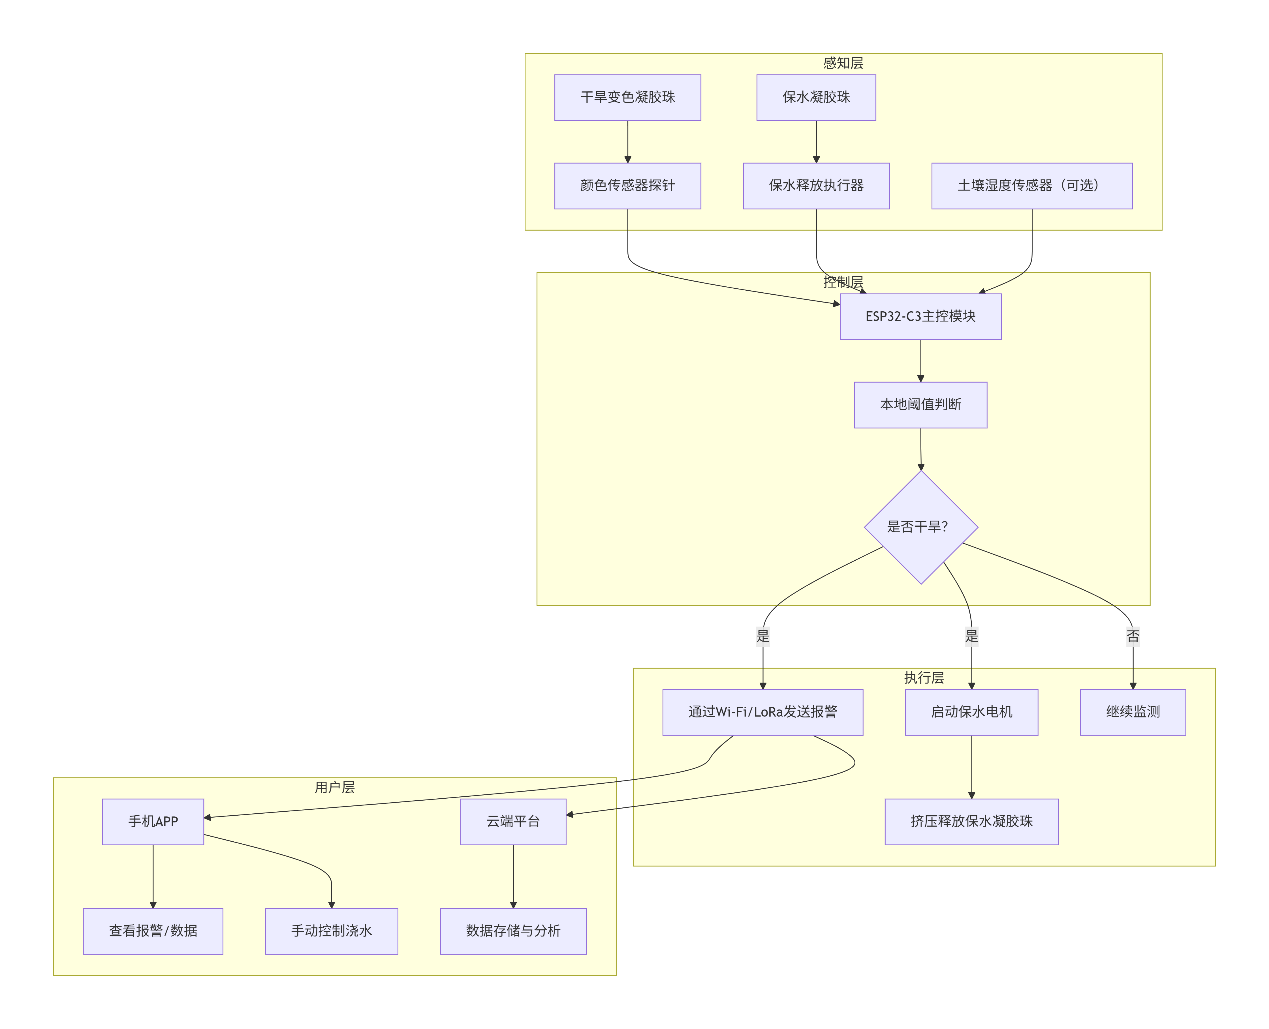 感知层
干旱变色凝胶珠
保水凝胶珠
颜色传感器探针
保水释放执行器
土壤湿度传感器（可选）
控制层
ESP32-C3主控模块
本地阈值判断
是否干旱？
是
是
否
执行层
通过Wi-Fi/LoRa发送报警
启动保水电机
继续监测
挤压释放保水凝胶珠
用户层
手机APP
云端平台
查看报警/数据
手动控制浇水
数据存储与分析